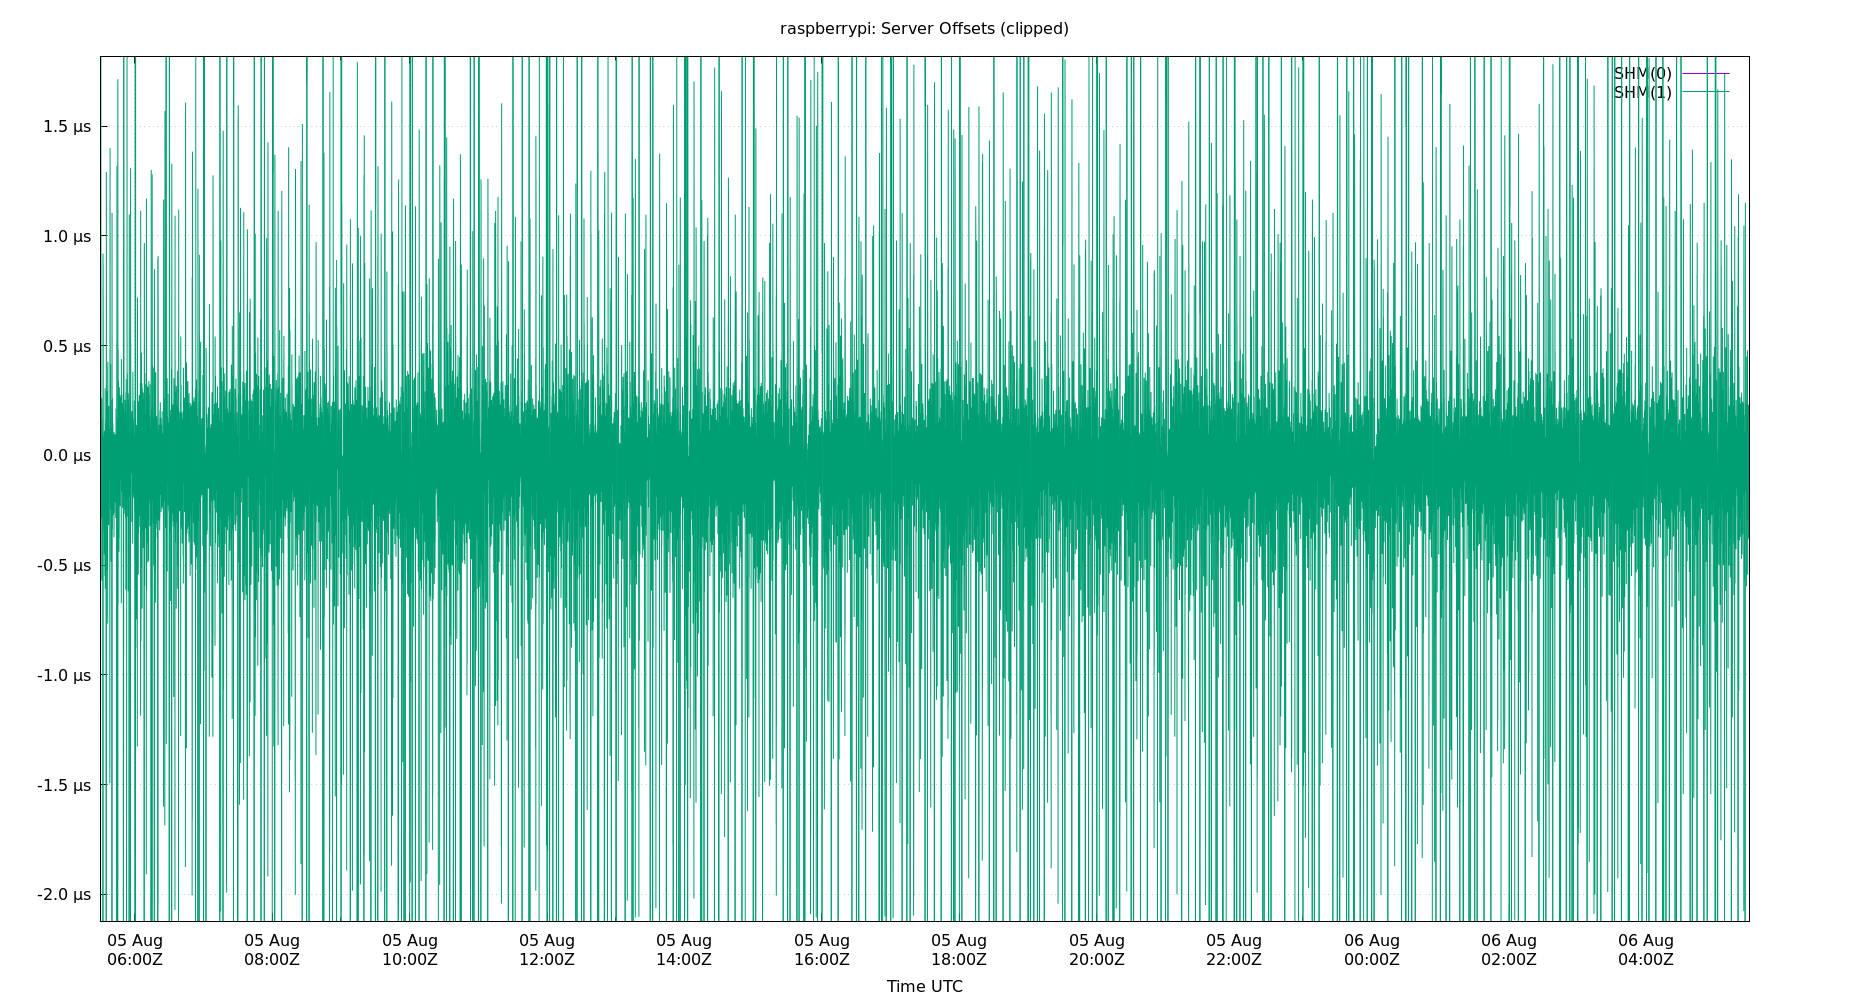 raspberrypi: Server Offsets (clipped)
SHM(0)
SHM(1)
1.5 µs
1.0 µs
0.5 µs
0.0 µs
-0.5 µs
-1.0 µs
-1.5 µs
-2.0 µs
05 Aug 05 Aug 05 Aug 05 Aug 05 Aug 05 Aug 05 Aug 05 Aug 05 Aug 06 Aug 06 Aug 06 Aug
06:00Z 08:00Z 10:00Z 12:00Z 14:00Z 16:00Z 18:00Z 20:00Z 22:00Z 00:00Z 02:00Z 04:00Z
Time UTC